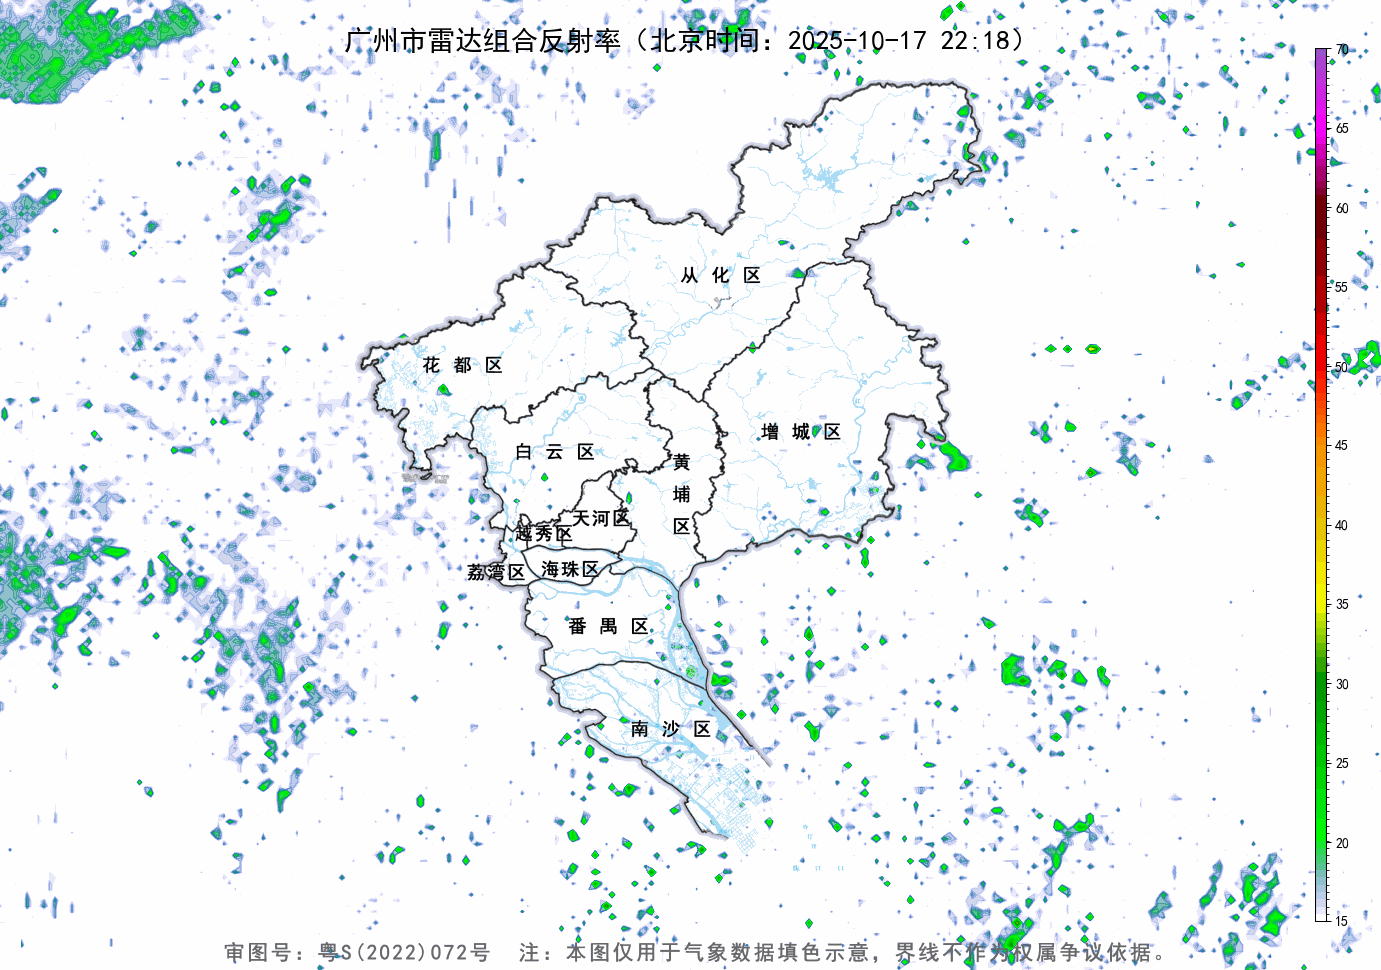 广州市雷达组合反射率（北京时间：2025-10-17 22:18）
70
65
60
55
50
45
40
35
30
25
20
15
从化区
花都区
增城区
白云区
黄埔区
天河区
越秀区
荔湾区
海珠区
番禺区
南沙区
审图号：粤S(2022)072号 注：本图仅用于气象数据填色示意，界线不作为权属争议依据。